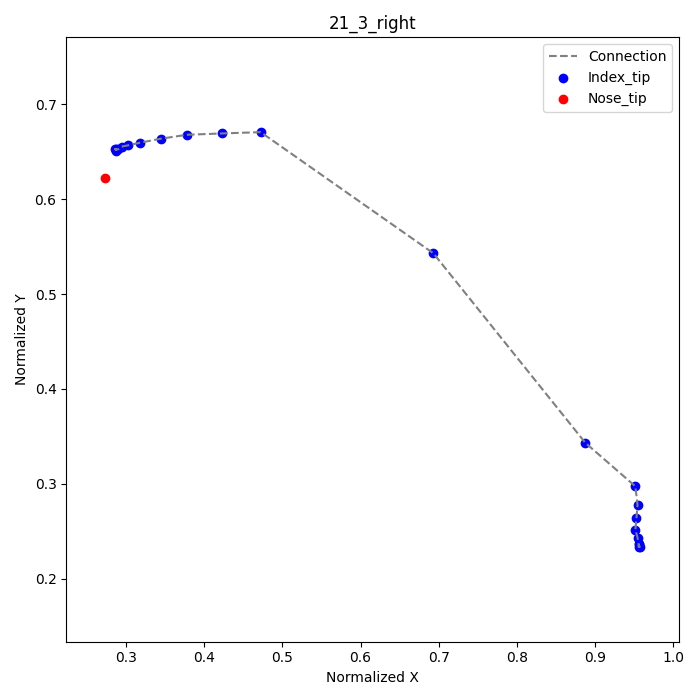 21_3_right
Connection
Index_tip
Nose_tip
0.7
0.6
0.5
0.4
0.3
0.2
Normalized Y
0.3 0.4 0.5 0.6 0.7 0.8 0.9 1.0
Normalized X